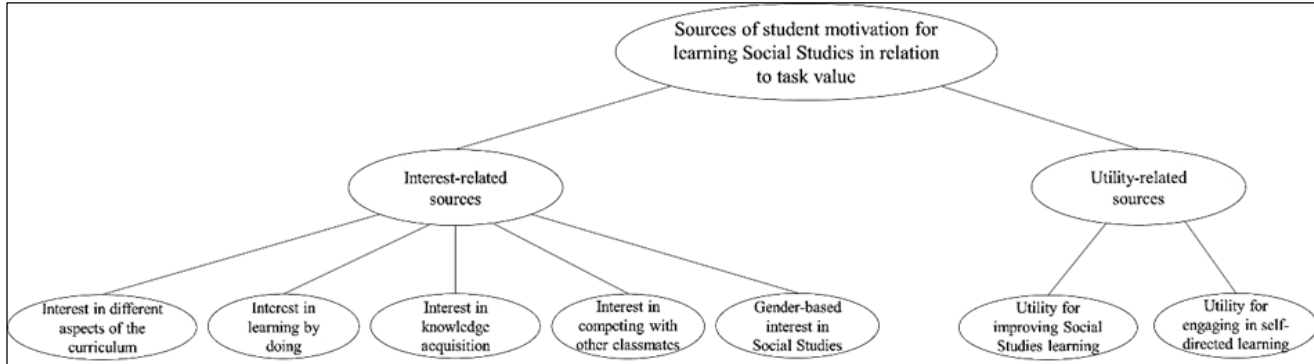 Sources of student motivation for
learning Social Studies in relation
to task value
Interest-related
sources
Utility-related
sources
Interest in different
aspects of the
curriculum
Interest in
learning by
doing
Interest in
knowledge
acquisition
Interest in
competing with
other classmates
Gender-based
interest in
Social Studies
Utility for
improving Social
Studies learning
Utility for
engaging in self-
directed learning